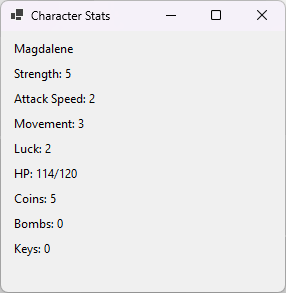 Character Stats
Magdalene
Strength: 5
Attack Speed: 2
Movement: 3
Luck: 2
HP: 114/120
Coins: 5
Bombs: 0
Keys: 0